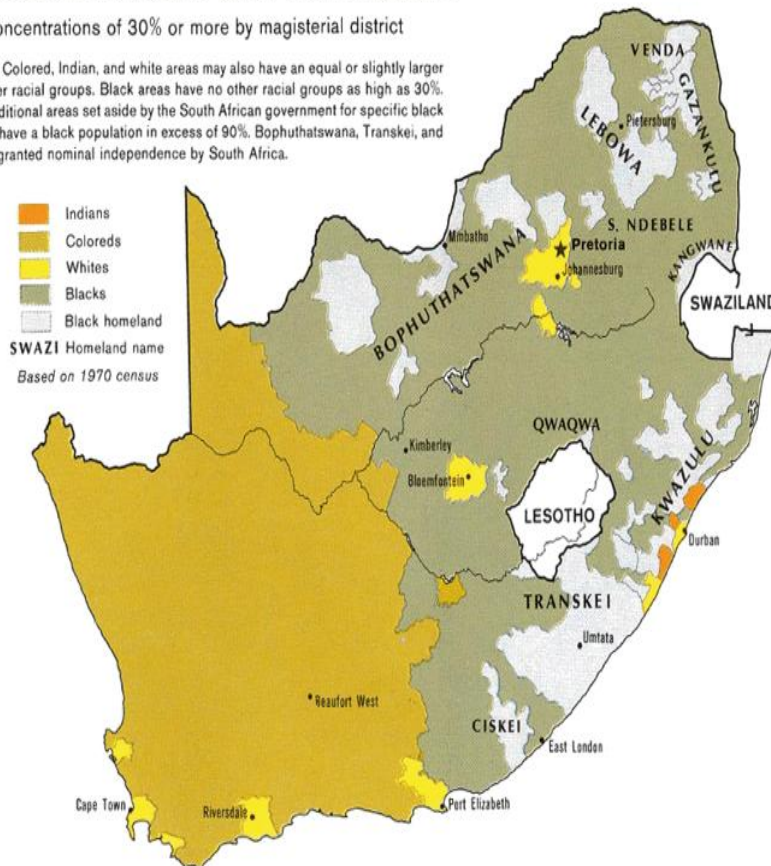 oncentrations of 30% or more by magisterial district
Colored, Indian, and white areas may also have an equal or slightly larger
er racial groups. Black areas have no other racial groups as high as 30%.
ditional areas set aside by the South African government for specific black
have a black population in excess of 90%. Bophuthatswana, Transkei, and
granted nominal independence by South Africa.
Indians
Coloreds
Whites
Blacks
Black homeland
SWAZI Homeland name
Based on 1970 census
VENDA
GAZANKULU
LEBOWA
Pietersburg
S. NDEBELE
Mmbatho
BOPHUTHATSWANA
Pretoria
Johannesburg
KANGWANE
SWAZILAND
QWAQWA
Kimberley
Bloemfontein
KWAZULU
LESOTHO
Durban
TRANSKEI
Umtata
Beaufort West
CISKEI
East London
Cape Town
Riversdale
Port Elizabeth